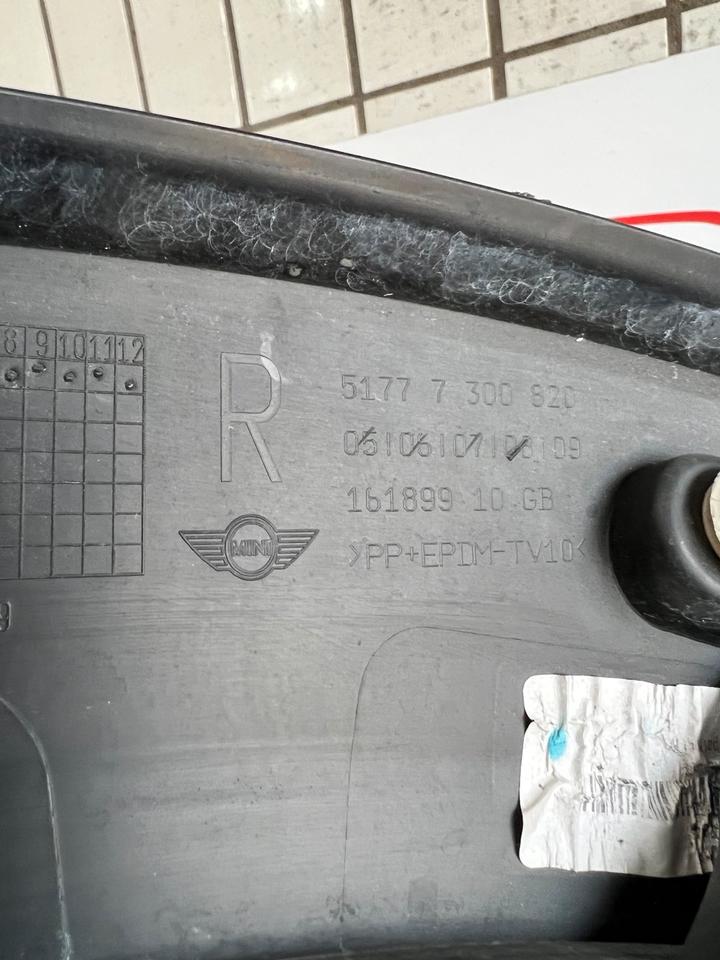 8 9 10 11 12
R
5177 7 300 820
05|06|07|08|09
161899 10 GB
MINI
>PP+EPDM-TV10<
9